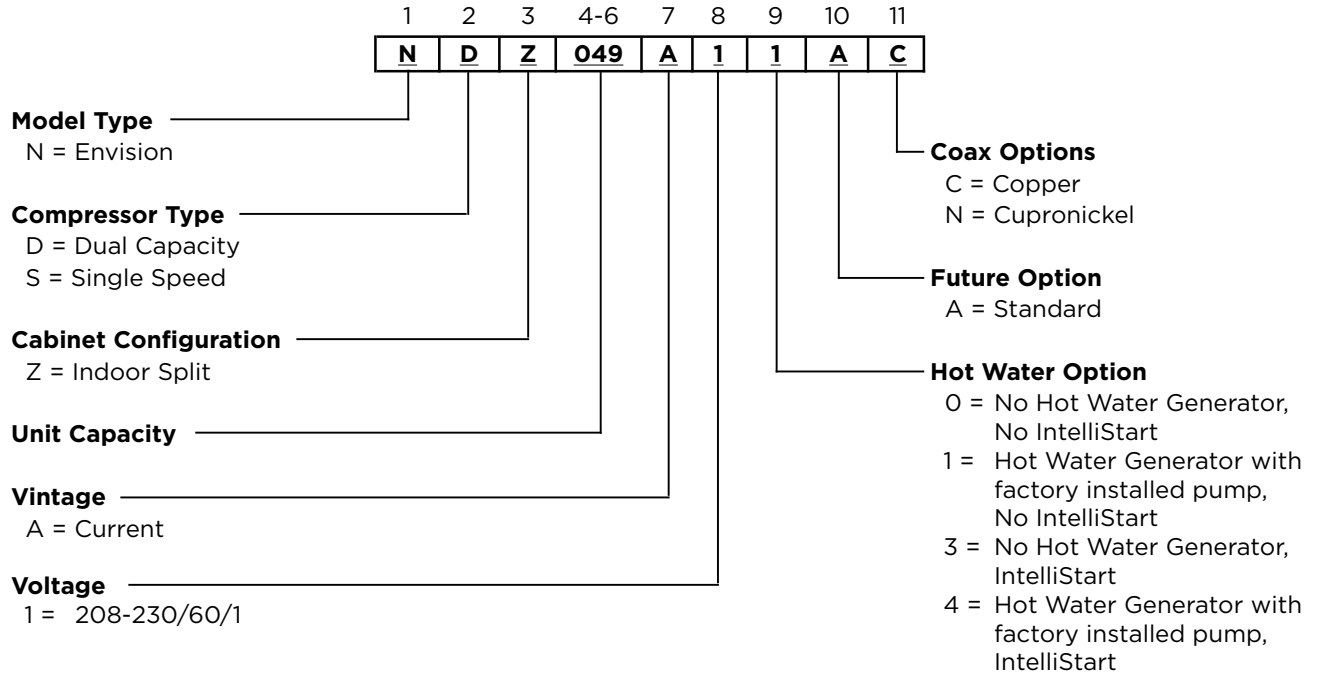 1 2 3 4-6 7 8 9 10 11
N D Z 049 A 1 1 A C
Model Type
N = Envision
Compressor Type
D = Dual Capacity
S = Single Speed
Cabinet Configuration
Z = Indoor Split
Unit Capacity
Vintage
A = Current
Voltage
1 = 208-230/60/1
Coax Options
C = Copper
N = Cupronickel
Future Option
A = Standard
Hot Water Option
0 = No Hot Water Generator,
No IntelliStart
1 = Hot Water Generator with
factory installed pump,
No IntelliStart
3 = No Hot Water Generator,
IntelliStart
4 = Hot Water Generator with
factory installed pump,
IntelliStart